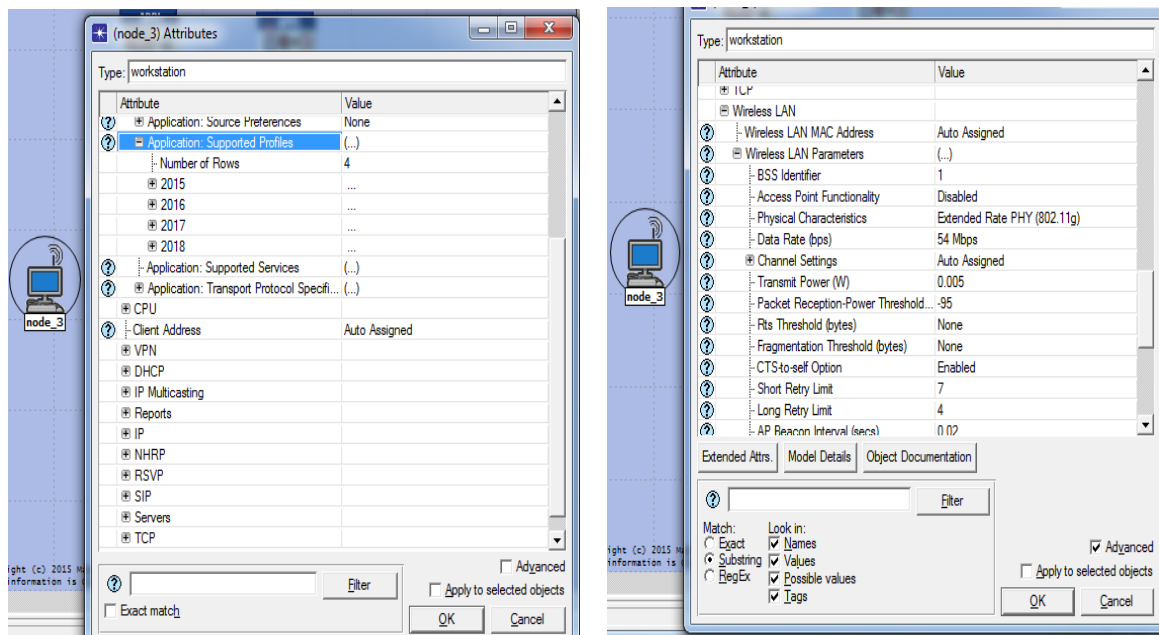 (node_3) Attributes
Type: workstation
Attribute Value
Application: Source Preferences None
Application: Supported Profiles (...)
Number of Rows 4
2015 ...
2016 ...
2017 ...
2018 ...
Application: Supported Services (...)
Application: Transport Protocol Specifi... (...)
CPU
Client Address Auto Assigned
VPN
DHCP
IP Multicasting
Reports
IP
NHRP
RSVP
SIP
Servers
TCP
Advanced
Filter
Apply to selected objects
Exact match
OK Cancel
node_3
ight (c) 2015 M
information is
Type: workstation
Attribute Value
TCP
Wireless LAN
Wireless LAN MAC Address Auto Assigned
Wireless LAN Parameters (...)
BSS Identifier 1
Access Point Functionality Disabled
Physical Characteristics Extended Rate PHY (802.11g)
Data Rate (bps) 54 Mbps
Channel Settings Auto Assigned
Transmit Power (W) 0.005
Packet Reception-Power Threshold... -95
Rts Threshold (bytes) None
Fragmentation Threshold (bytes) None
CTS-to-self Option Enabled
Short Retry Limit 7
Long Retry Limit 4
AP Beacon Interval (secs) 0.02
Extended Attrs. Model Details Object Documentation
Filter
Match: Look in:
Exact Names
Substring Values
RegEx Possible values
Tags
Advanced
Apply to selected objects
OK Cancel
node_3
ight (c) 2015 M
information is